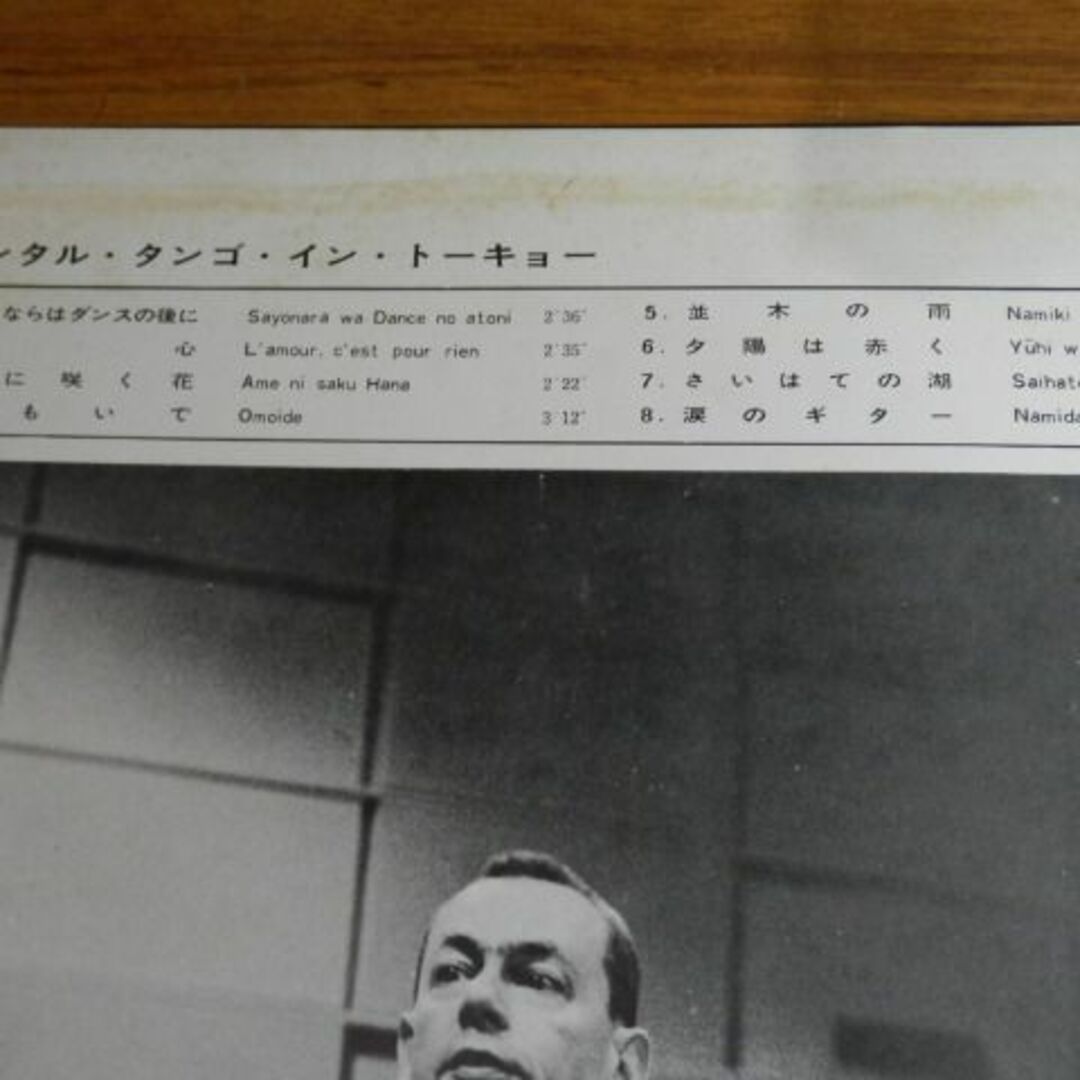 ンタル・タンゴ・イン・トーキョー
ならはダンスの後に Sayonara wa Dance no atoni 2'36"
心 L'amour, c'est pour rien 2'35"
に咲く花 Ame ni saku Hana 2'22"
もいで Omoide 3'12"
5. 並木の雨 Namiki
6. 夕陽は赤く Yūhi w
7. さいはての湖 Saihat
8. 涙のギター Namida